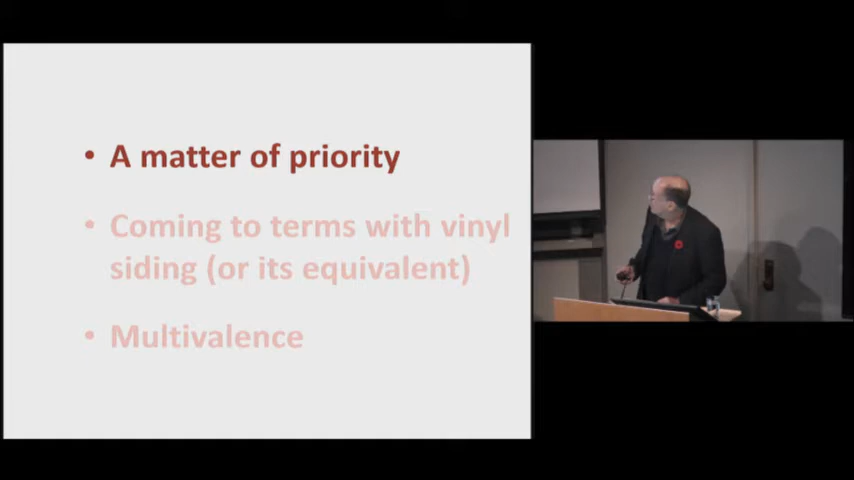 • A matter of priority
• Coming to terms with vinyl
siding (or its equivalent)
• Multivalence